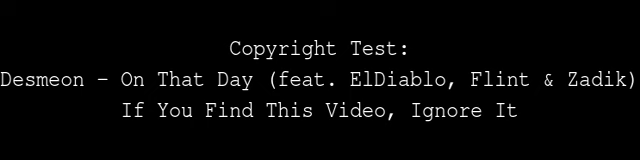 Copyright Test:
Desmeon - On That Day (feat. ElDiablo, Flint & Zadik)
If You Find This Video, Ignore It